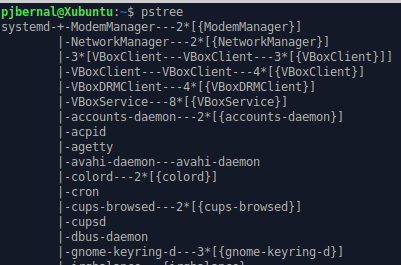 pjbernal@Xubuntu:~$ pstree
systemd-+-ModemManager---2*[{ModemManager}]
        |-NetworkManager---2*[{NetworkManager}]
        |-3*[VBoxClient---VBoxClient---3*[{VBoxClient}]]
        |-VBoxClient---VBoxClient---4*[{VBoxClient}]
        |-VBoxDRMClient---4*[{VBoxDRMClient}]
        |-VBoxService---8*[{VBoxService}]
        |-accounts-daemon---2*[{accounts-daemon}]
        |-acpid
        |-agetty
        |-avahi-daemon---avahi-daemon
        |-colord---2*[{colord}]
        |-cron
        |-cups-browsed---2*[{cups-browsed}]
        |-cupsd
        |-dbus-daemon
        |-gnome-keyring-d---3*[{gnome-keyring-d}]